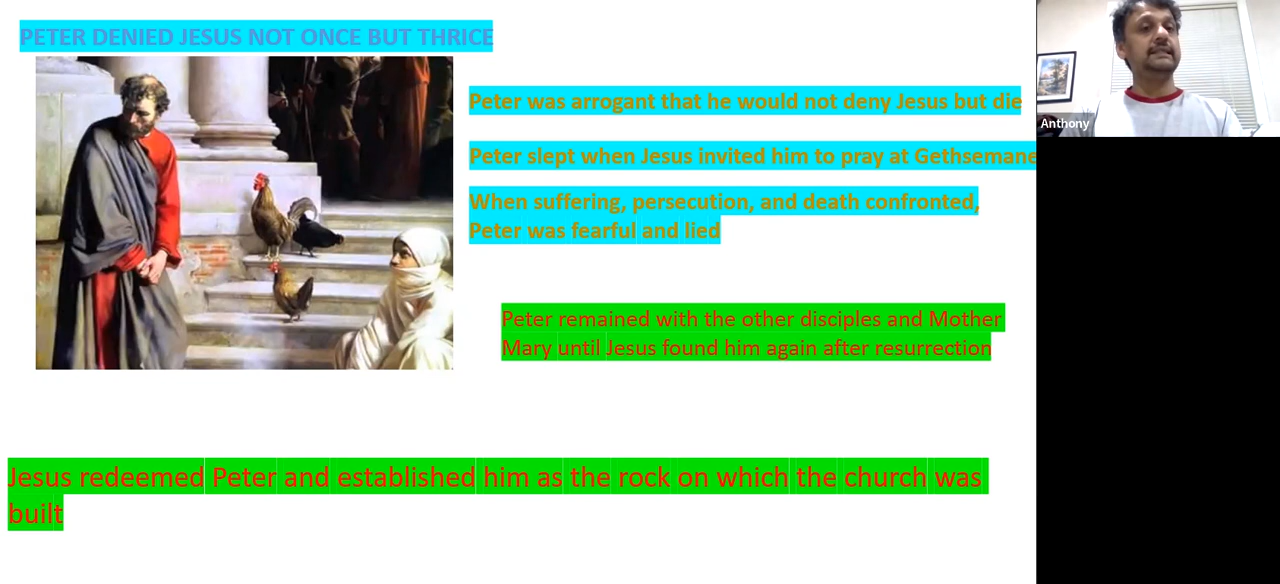 PETER DENIED JESUS NOT ONCE BUT THRICE
Peter was arrogant that he would not deny Jesus but die
Peter slept when Jesus invited him to pray at Gethsemane
When suffering, persecution, and death confronted,
Peter was fearful and lied
Peter remained with the other disciples and Mother
Mary until Jesus found him again after resurrection
Jesus redeemed Peter and established him as the rock on which the church was
built
Anthony